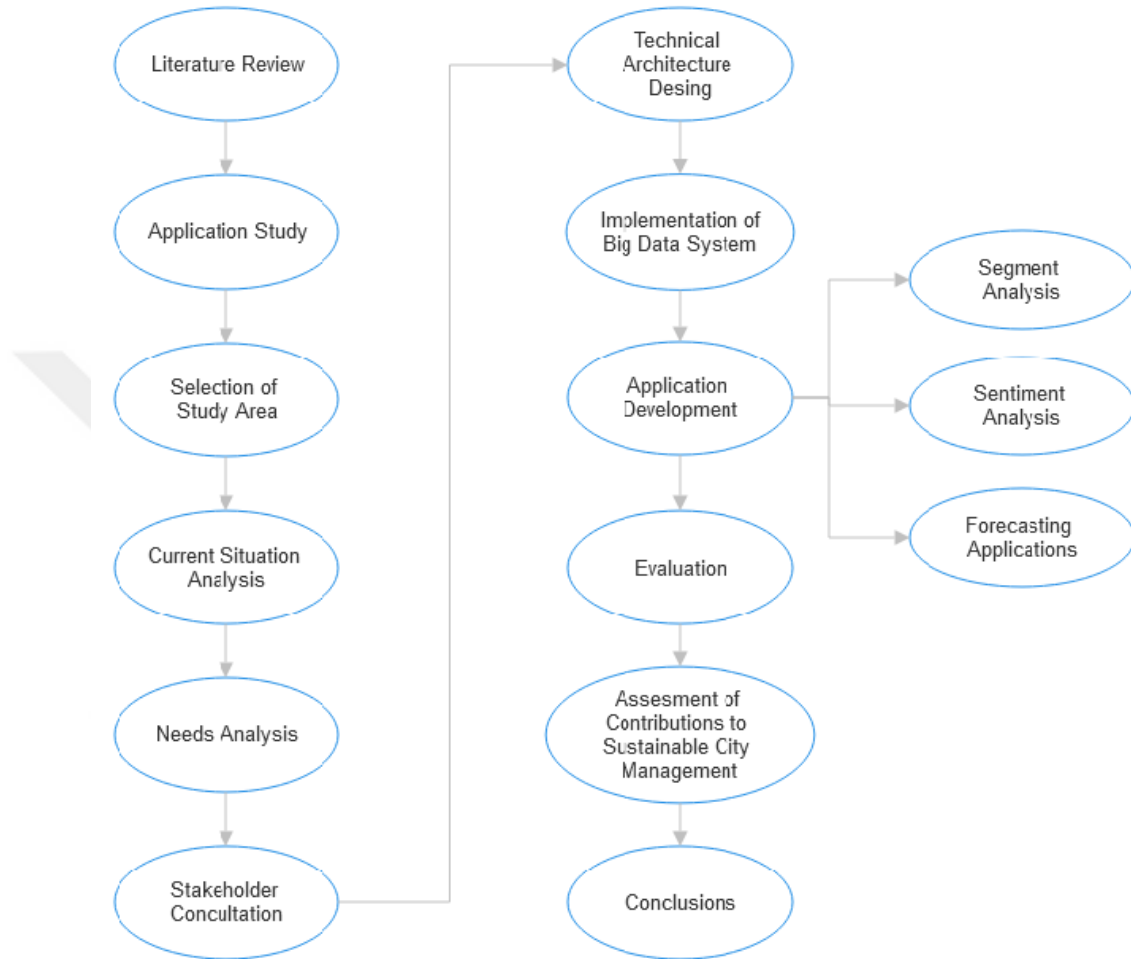 Literature Review
Application Study
Selection of
Study Area
Current Situation
Analysis
Needs Analysis
Stakeholder
Concultation
Technical
Architecture
Desing
Implementation of
Big Data System
Application
Development
Segment
Analysis
Sentiment
Analysis
Forecasting
Applications
Evaluation
Assesment of
Contributions to
Sustainable City
Management
Conclusions